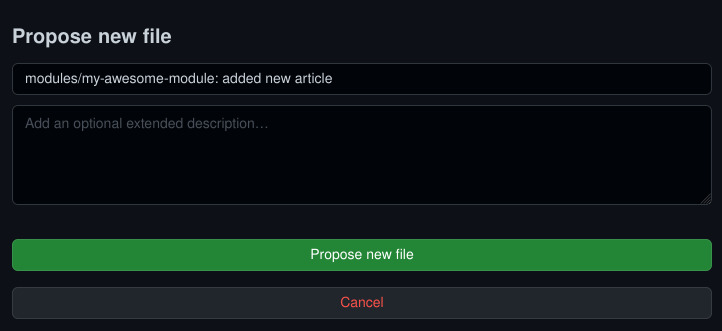 Propose new file
modules/my-awesome-module: added new article
Add an optional extended description…
Propose new file
Cancel